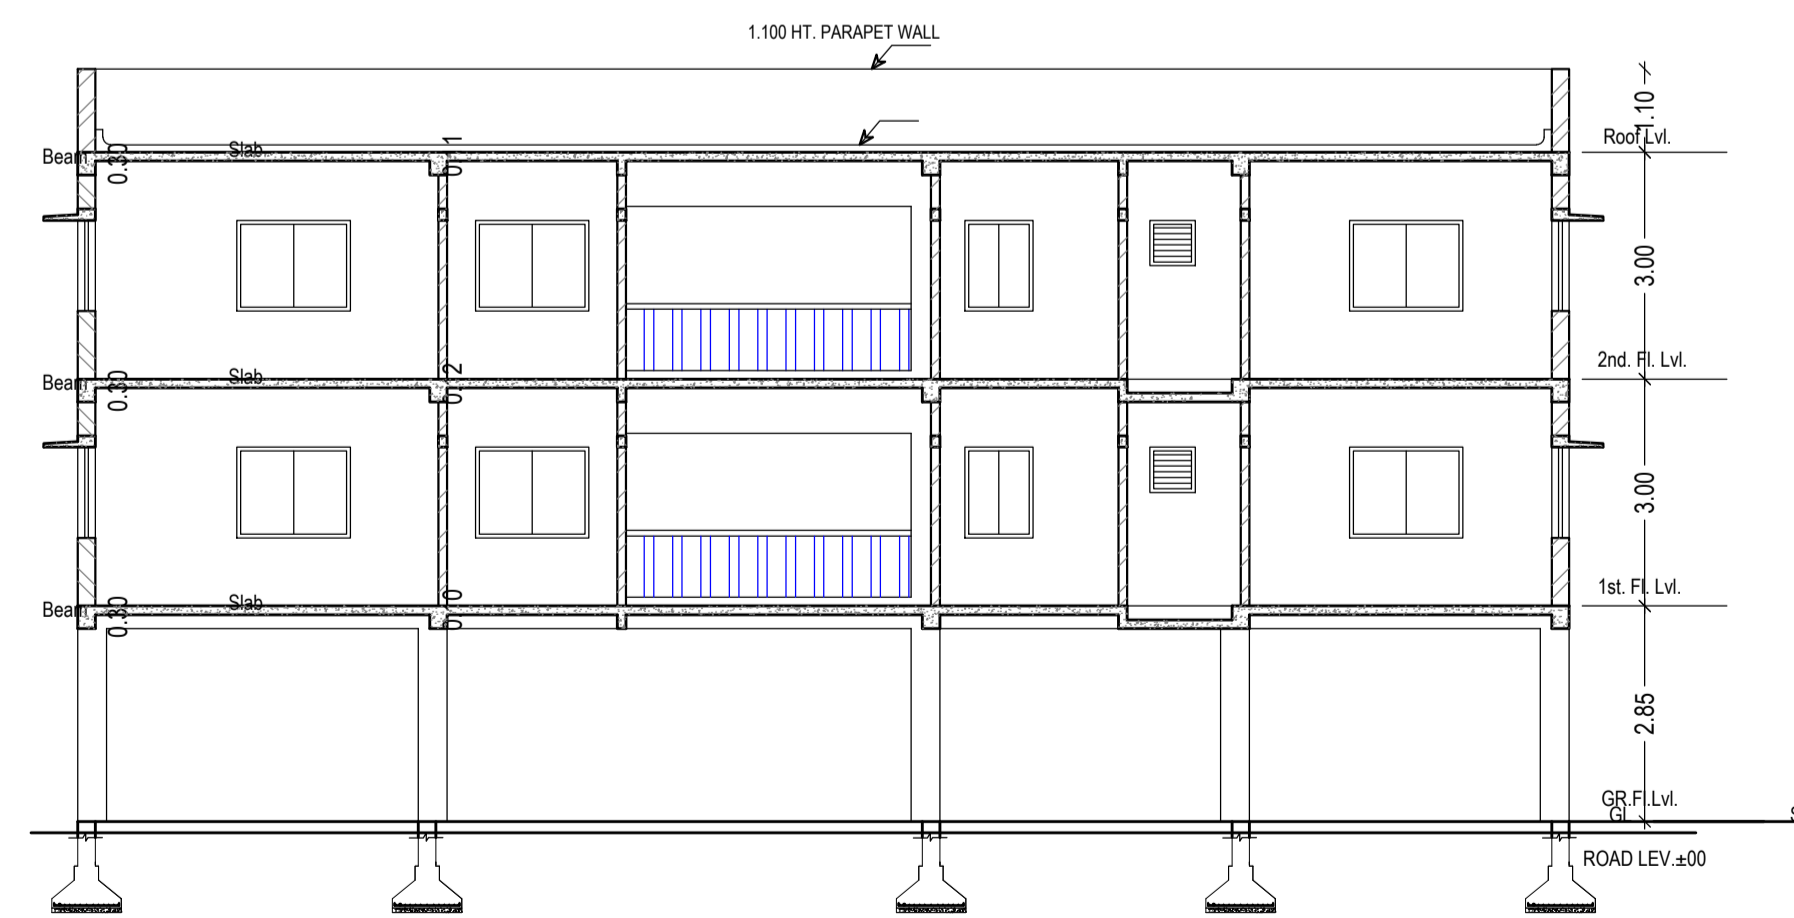 1.100 HT. PARAPET WALL
1.10
Roof Lvl.
Beam
0.30
Slab
3.00
2nd. Fl. Lvl.
Beam
0.30
Slab
3.00
1st. Fl. Lvl.
Beam
0.30
Slab
2.85
GR.Fl.Lvl.
GL
ROAD LEV.±00